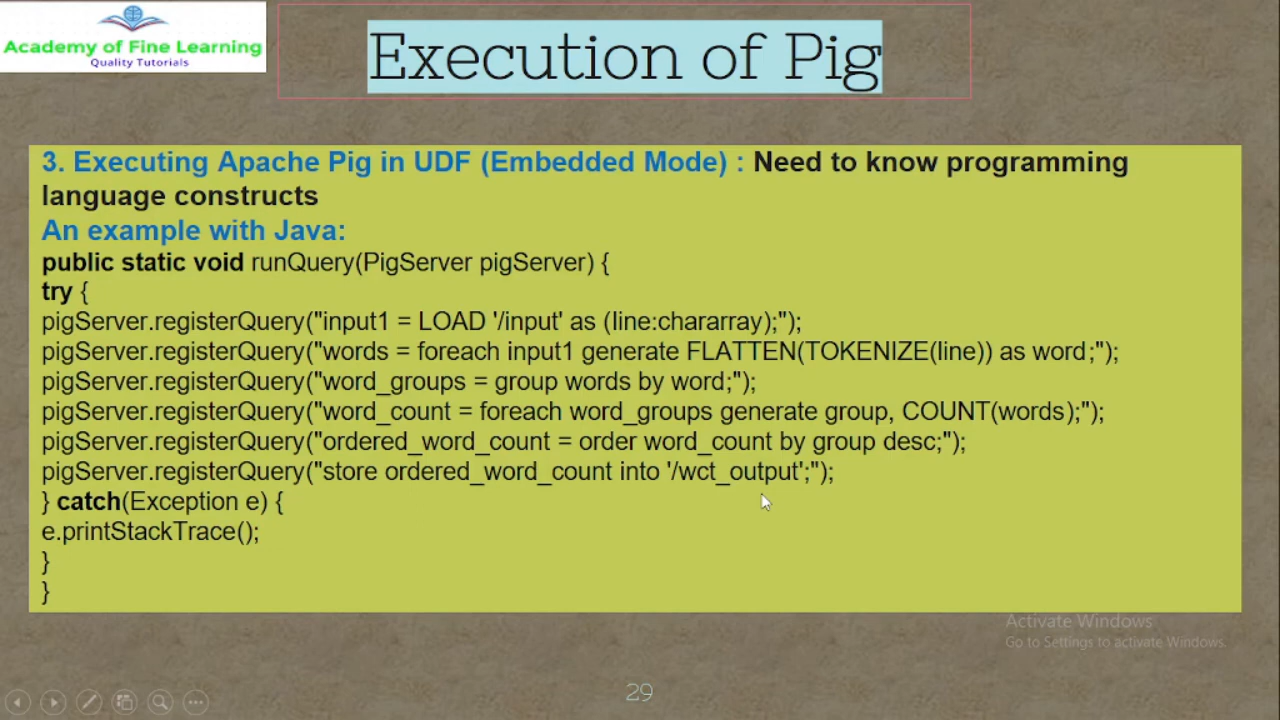 Academy of Fine Learning
Quality Tutorials
Execution of Pig
3. Executing Apache Pig in UDF (Embedded Mode) : Need to know programming
language constructs
An example with Java:
public static void runQuery(PigServer pigServer) {
try {
pigServer.registerQuery("input1 = LOAD '/input' as (line:chararray);");
pigServer.registerQuery("words = foreach input1 generate FLATTEN(TOKENIZE(line)) as word;");
pigServer.registerQuery("word_groups = group words by word;");
pigServer.registerQuery("word_count = foreach word_groups generate group, COUNT(words);");
pigServer.registerQuery("ordered_word_count = order word_count by group desc;");
pigServer.registerQuery("store ordered_word_count into '/wct_output';");
} catch(Exception e) {
e.printStackTrace();
}
}
Activate Windows
Go to Settings to activate Windows.
29